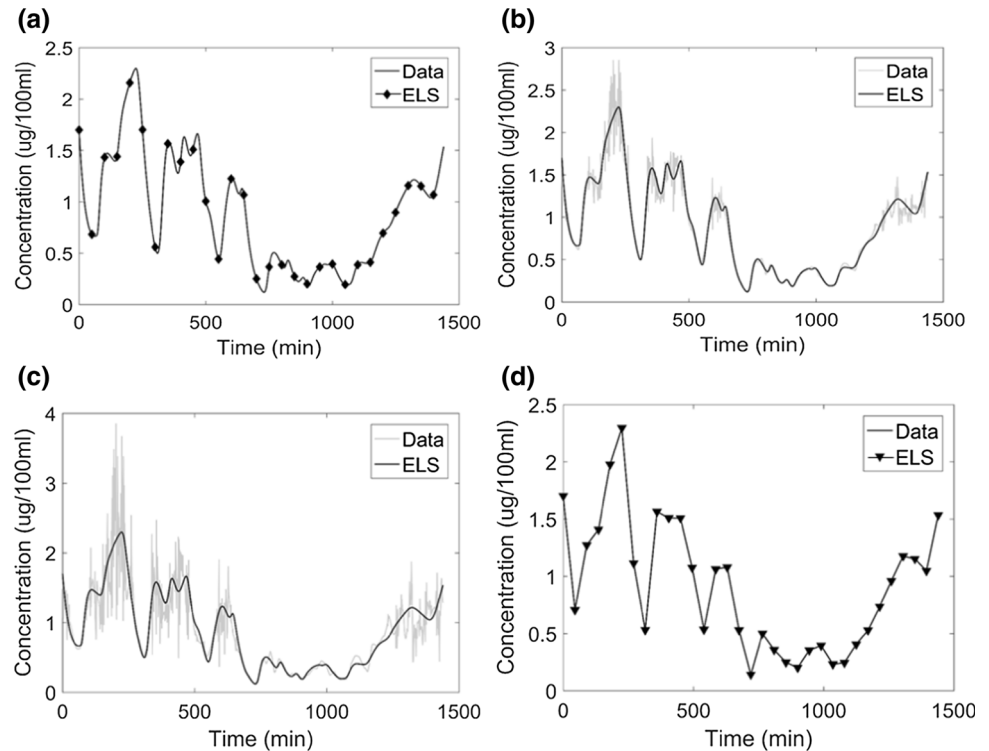 (a)
2.5
2
1.5
1
0.5
0
Concentration (ug/100ml)
Data
ELS
0 500 1000 1500
Time (min)
(b)
3
2.5
2
1.5
1
0.5
0
Concentration (ug/100ml)
Data
ELS
0 500 1000 1500
Time (min)
(c)
4
3
2
1
0
Concentration (ug/100ml)
Data
ELS
0 500 1000 1500
Time (min)
(d)
2.5
2
1.5
1
0.5
0
Concentration (ug/100ml)
Data
ELS
0 500 1000 1500
Time (min)